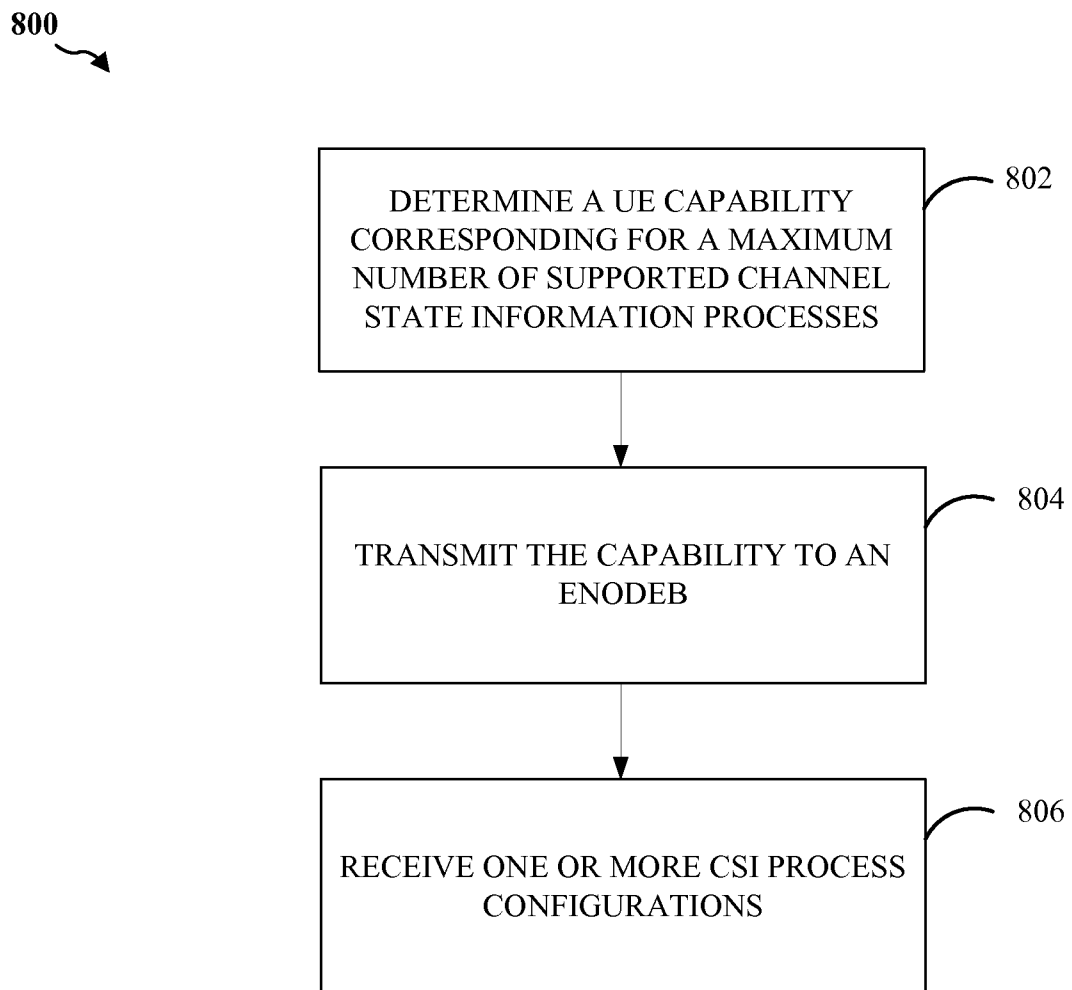 800
DETERMINE A UE CAPABILITY
CORRESPONDING FOR A MAXIMUM
NUMBER OF SUPPORTED CHANNEL
STATE INFORMATION PROCESSES
802
TRANSMIT THE CAPABILITY TO AN
ENODEB
804
RECEIVE ONE OR MORE CSI PROCESS
CONFIGURATIONS
806